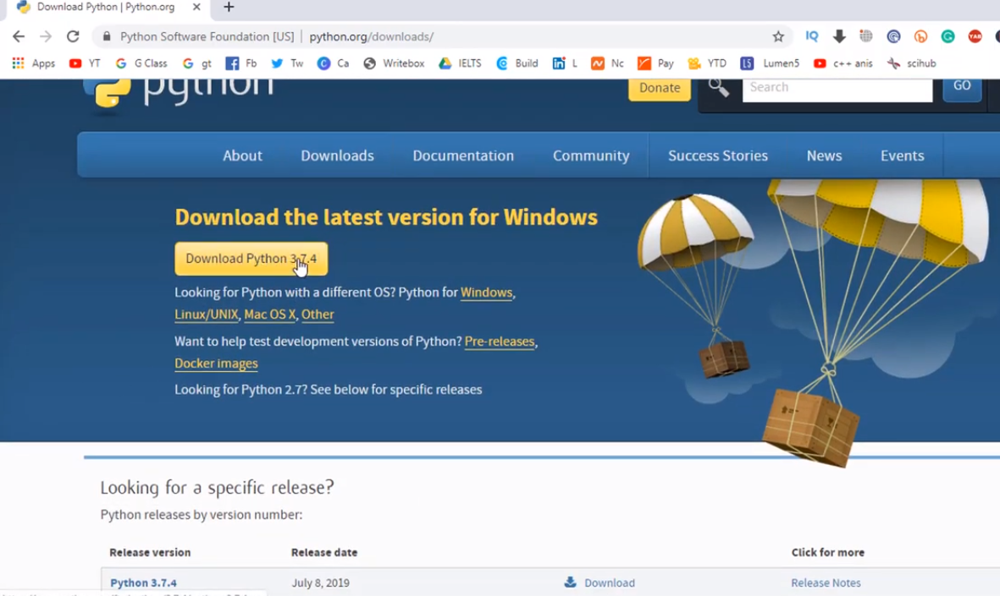 Download Python | Python.org
Python Software Foundation [US] | python.org/downloads/
IQ
YAB
Apps YT G Class gt Fb Tw Ca Writebox IELTS Build L Nc Pay YTD LS Lumen5 c++ anis scihub
python
Donate
Search
GO
About Downloads Documentation Community Success Stories News Events
Download the latest version for Windows
Download Python 3.7.4
Looking for Python with a different OS? Python for Windows,
Linux/UNIX, Mac OS X, Other
Want to help test development versions of Python? Pre-releases,
Docker images
Looking for Python 2.7? See below for specific releases
Looking for a specific release?
Python releases by version number:
Release version Release date Click for more
Python 3.7.4 July 8, 2019 Download Release Notes